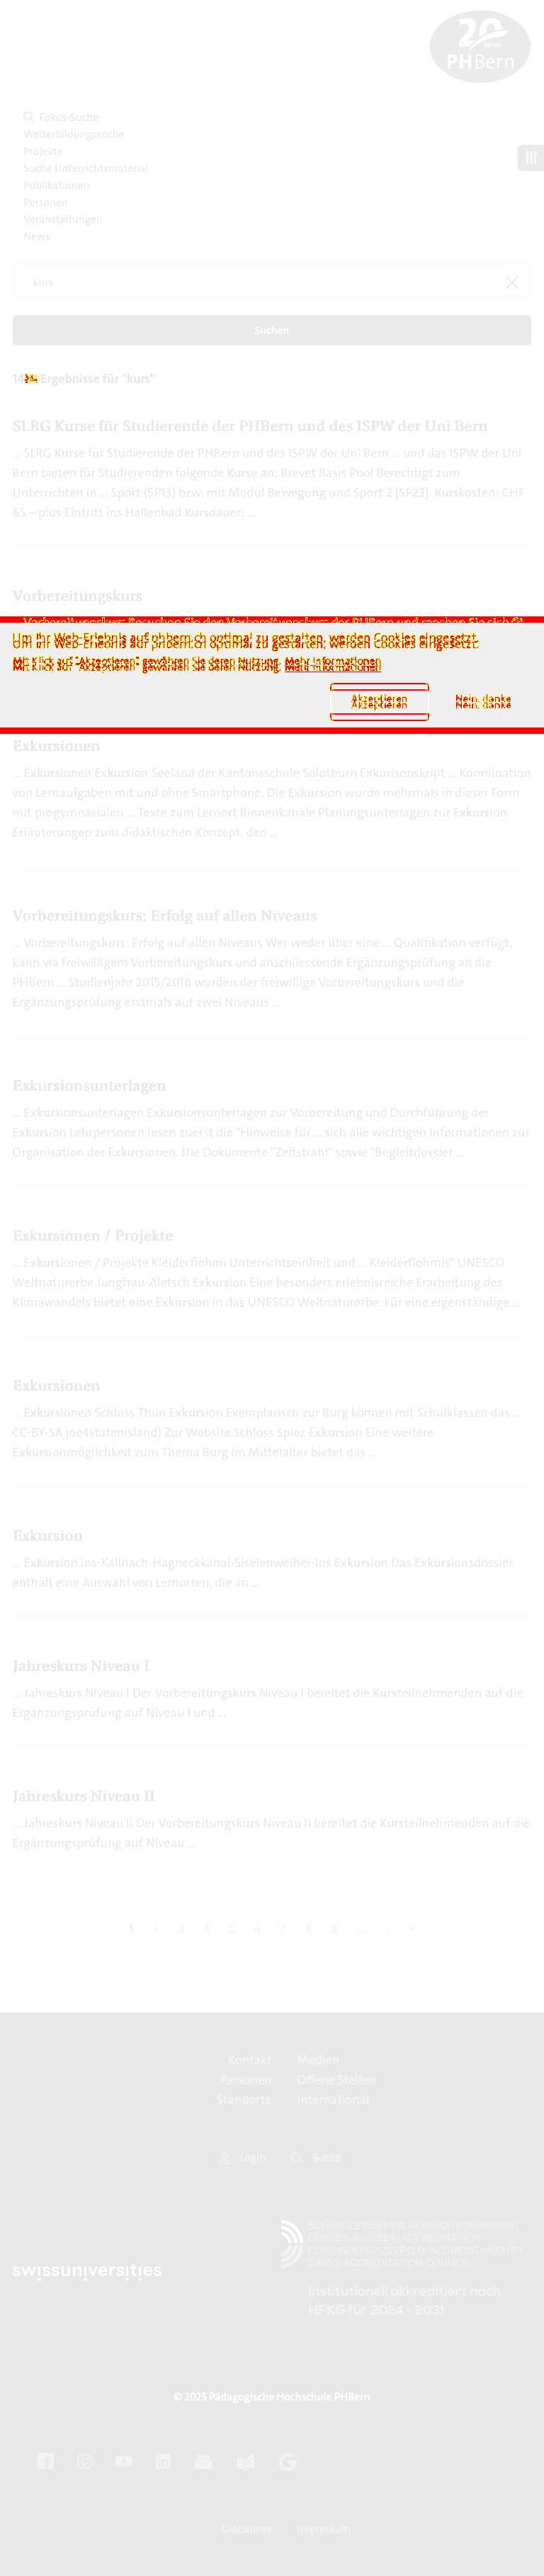 20
Jahre
PHBern
Fokus-Suche:
Weiterbildungssuche
Projekte
Suche Unterrichtsmaterial
Publikationen
Personen
Veranstaltungen
News
kurs
Suchen
Ergebnisse für "kurs"
SLRG Kurse für Studierende der PHBern und des ISPW der Uni Bern
... SLRG Kurse für Studierende der PHBern und des ISPW der Uni Bern ... und das ISPW der Uni
Bern bieten für Studierenden folgende Kurse an: Brevet Basis Pool Berechtigt zum
Unterrichten in ... Sport (SP13) bzw. mit Modul Bewegung und Sport 2 (SP23). Kurskosten: CHF
65.– plus Eintritt ins Hallenbad Kursdauer: ...
Vorbereitungskurs
Um Ihr Web-Erlebnis auf phbern.ch optimal zu gestalten, werden Cookies eingesetzt.
Mit Klick auf "Akzeptieren" gewähren Sie deren Nutzung. Mehr Informationen
Akzeptieren Nein, danke
Exkursionen
... Exkursionen Exkursion Seeland der Kantonsschule Solothurn Exkurisonskript ... Kombination
von Lernaufgaben mit und ohne Smartphone. Die Exkursion wurde mehrmals in dieser Form
mit progymnasialen ... Texte zum Lernort Binnenkanäle Planungsunterlagen zur Exkursion
Erläuterungen zum didaktischen Konzept, den ...
Vorbereitungskurs: Erfolg auf allen Niveaus
... Vorbereitungskurs: Erfolg auf allen Niveaus Wer weder über eine ... Qualifikation verfügt,
kann via freiwilligem Vorbereitungskurs und anschliessende Ergänzungsprüfung an die
PHBern ... Studienjahr 2015/2016 wurden der freiwillige Vorbereitungskurs und die
Ergänzungsprüfung erstmals auf zwei Niveaus ...
Exkursionsunterlagen
... Exkursionsunterlagen Exkursionsunterlagen zur Vorbereitung und Durchführung der
Exkursion Lehrpersonen lesen zuerst die "Hinweise für ... sich alle wichtigen Informationen zur
Organisation der Exkursionen. Die Dokumente "Zeitstrahl" sowie "Begleitdossier ...
Exkursionen / Projekte
... Exkursionen / Projekte Kleiderflohmi Unterrichtseinheit und ... Kleiderflohmis" UNESCO
Weltnaturerbe Jungfrau-Aletsch Exkursion Eine besonders erlebnisreiche Erarbeitung des
Klimawandels bietet eine Exkursion in das UNESCO Weltnaturerbe. Für eine eigenständige ...
Exkursionen
... Exkursionen Schloss Thun Exkursion Exemplarisch zur Burg können mit Schulklassen das ...
CC-BY-SA joe4statenisland) Zur Website Schloss Spiez Exkursion Eine weitere
Exkursionmöglichkeit zum Thema Burg im Mittelalter bietet das ...
Exkursion
... Exkursion Ins-Kallnach-Hagneckkanal-Siselenweiher-Ins Exkursion Das Exkursionsdossier
enthält eine Auswahl von Lernorten, die an ...
Jahreskurs Niveau I
... Jahreskurs Niveau I Der Vorbereitungskurs Niveau I bereitet die Kursteilnehmenden auf die
Ergänzungsprüfung auf Niveau I und ...
Jahreskurs Niveau II
... Jahreskurs Niveau II Der Vorbereitungskurs Niveau II bereitet die Kursteilnehmenden auf die
Ergänzungsprüfung auf Niveau ...
1 2 3 4 5 6 7 8 9 ... › »
Kontakt Medien
Personen Offene Stellen
Standorte International
Login Suche
SCHWEIZERISCHER AKKREDITIERUNGSRAT
CONSEIL SUISSE D'ACCRÉDITATION
CONSIGLIO SVIZZERO DI ACCREDITAMENTO
SWISS ACCREDITATION COUNCIL
swissuniversities
Institutionell akkreditiert nach
HFKG für 2024 - 2031
© 2025 Pädagogische Hochschule PHBern
Disclaimer Impressum